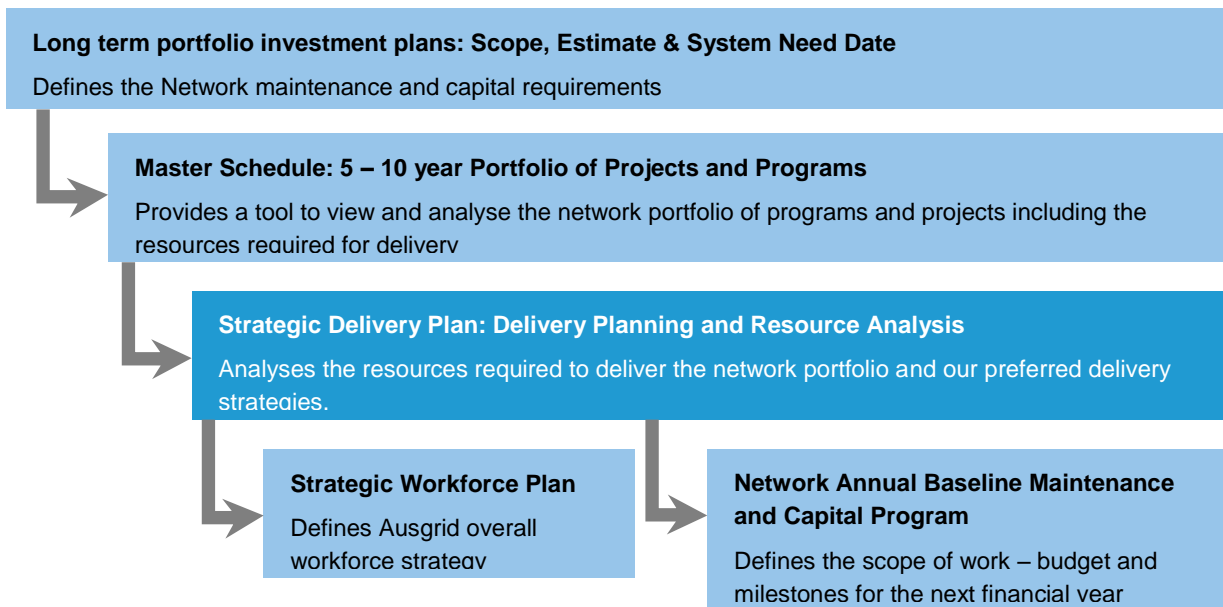 Long term portfolio investment plans: Scope, Estimate & System Need Date
Defines the Network maintenance and capital requirements
Master Schedule: 5 – 10 year Portfolio of Projects and Programs
Provides a tool to view and analyse the network portfolio of programs and projects including the
resources required for delivery
Strategic Delivery Plan: Delivery Planning and Resource Analysis
Analyses the resources required to deliver the network portfolio and our preferred delivery
strategies.
Strategic Workforce Plan
Defines Ausgrid overall
workforce strategy
Network Annual Baseline Maintenance
and Capital Program
Defines the scope of work – budget and
milestones for the next financial year